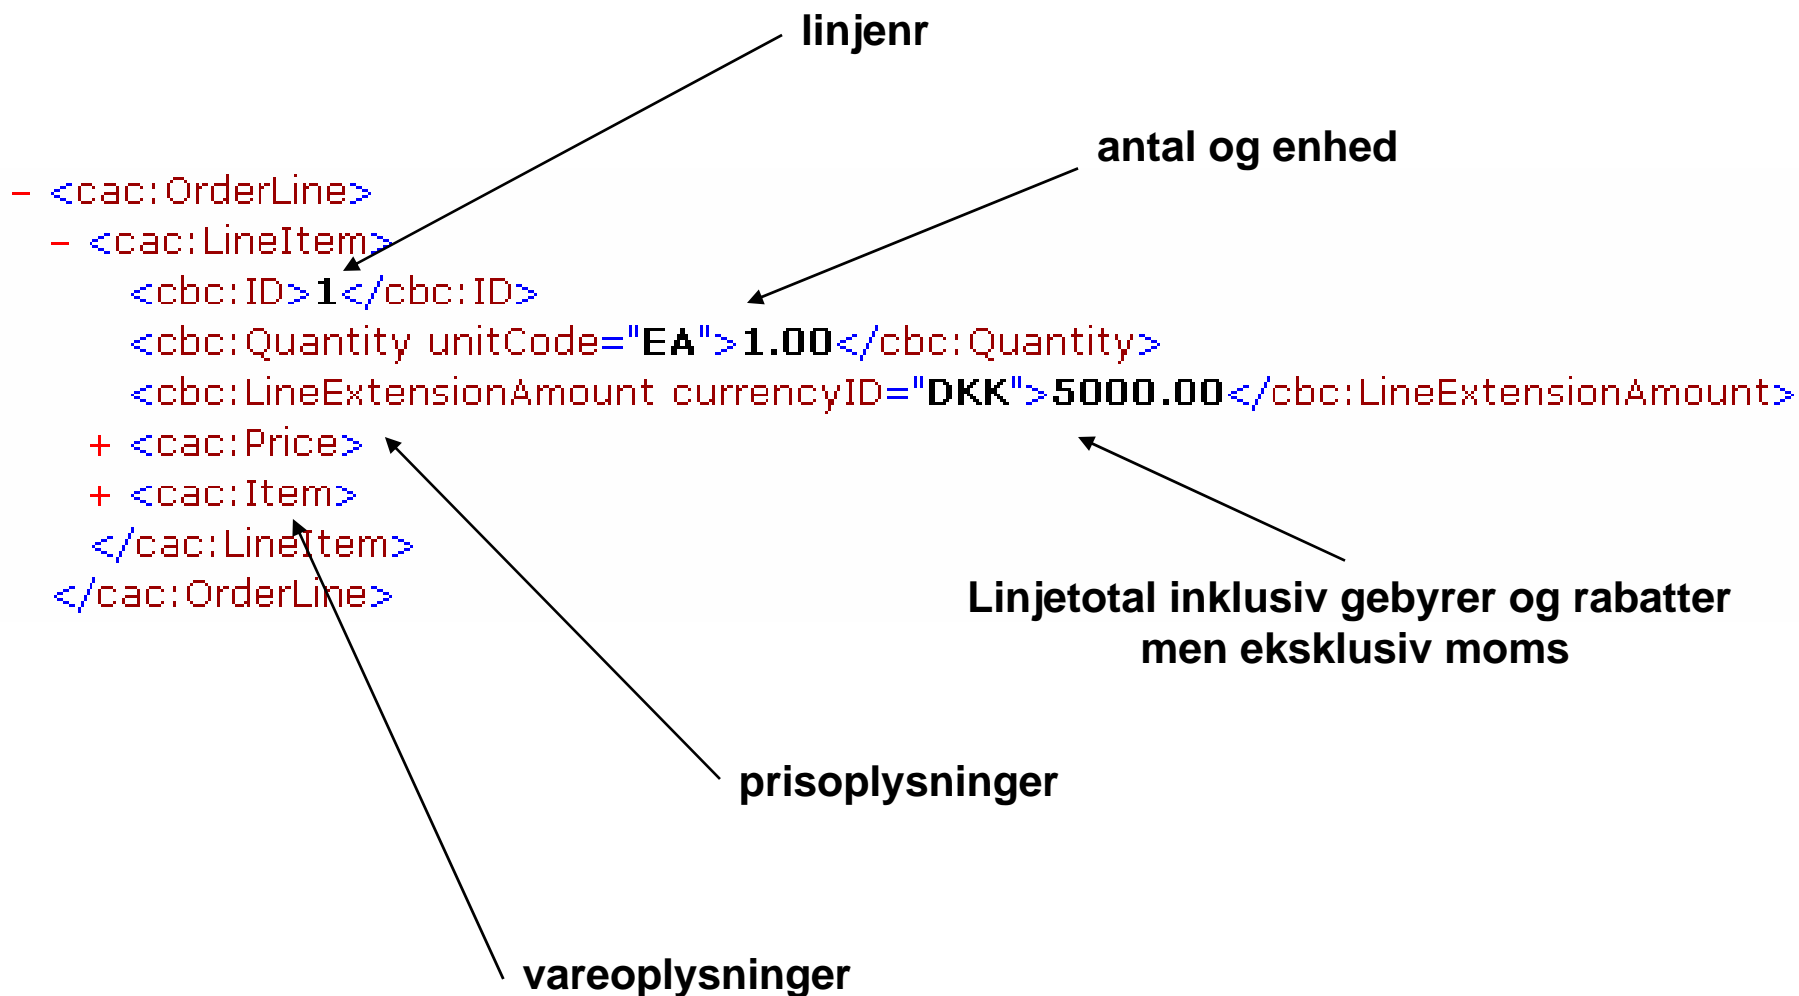 linjenr
antal og enhed
- <cac:OrderLine>
- <cac:LineItem>
<cbc:ID>1</cbc:ID>
<cbc:Quantity unitCode="EA">1.00</cbc:Quantity>
<cbc:LineExtensionAmount currencyID="DKK">5000.00</cbc:LineExtensionAmount>
+ <cac:Price>
+ <cac:Item>
</cac:LineItem>
</cac:OrderLine>
Linjetotal inklusiv gebyrer og rabatter
men eksklusiv moms
prisoplysninger
vareoplysninger